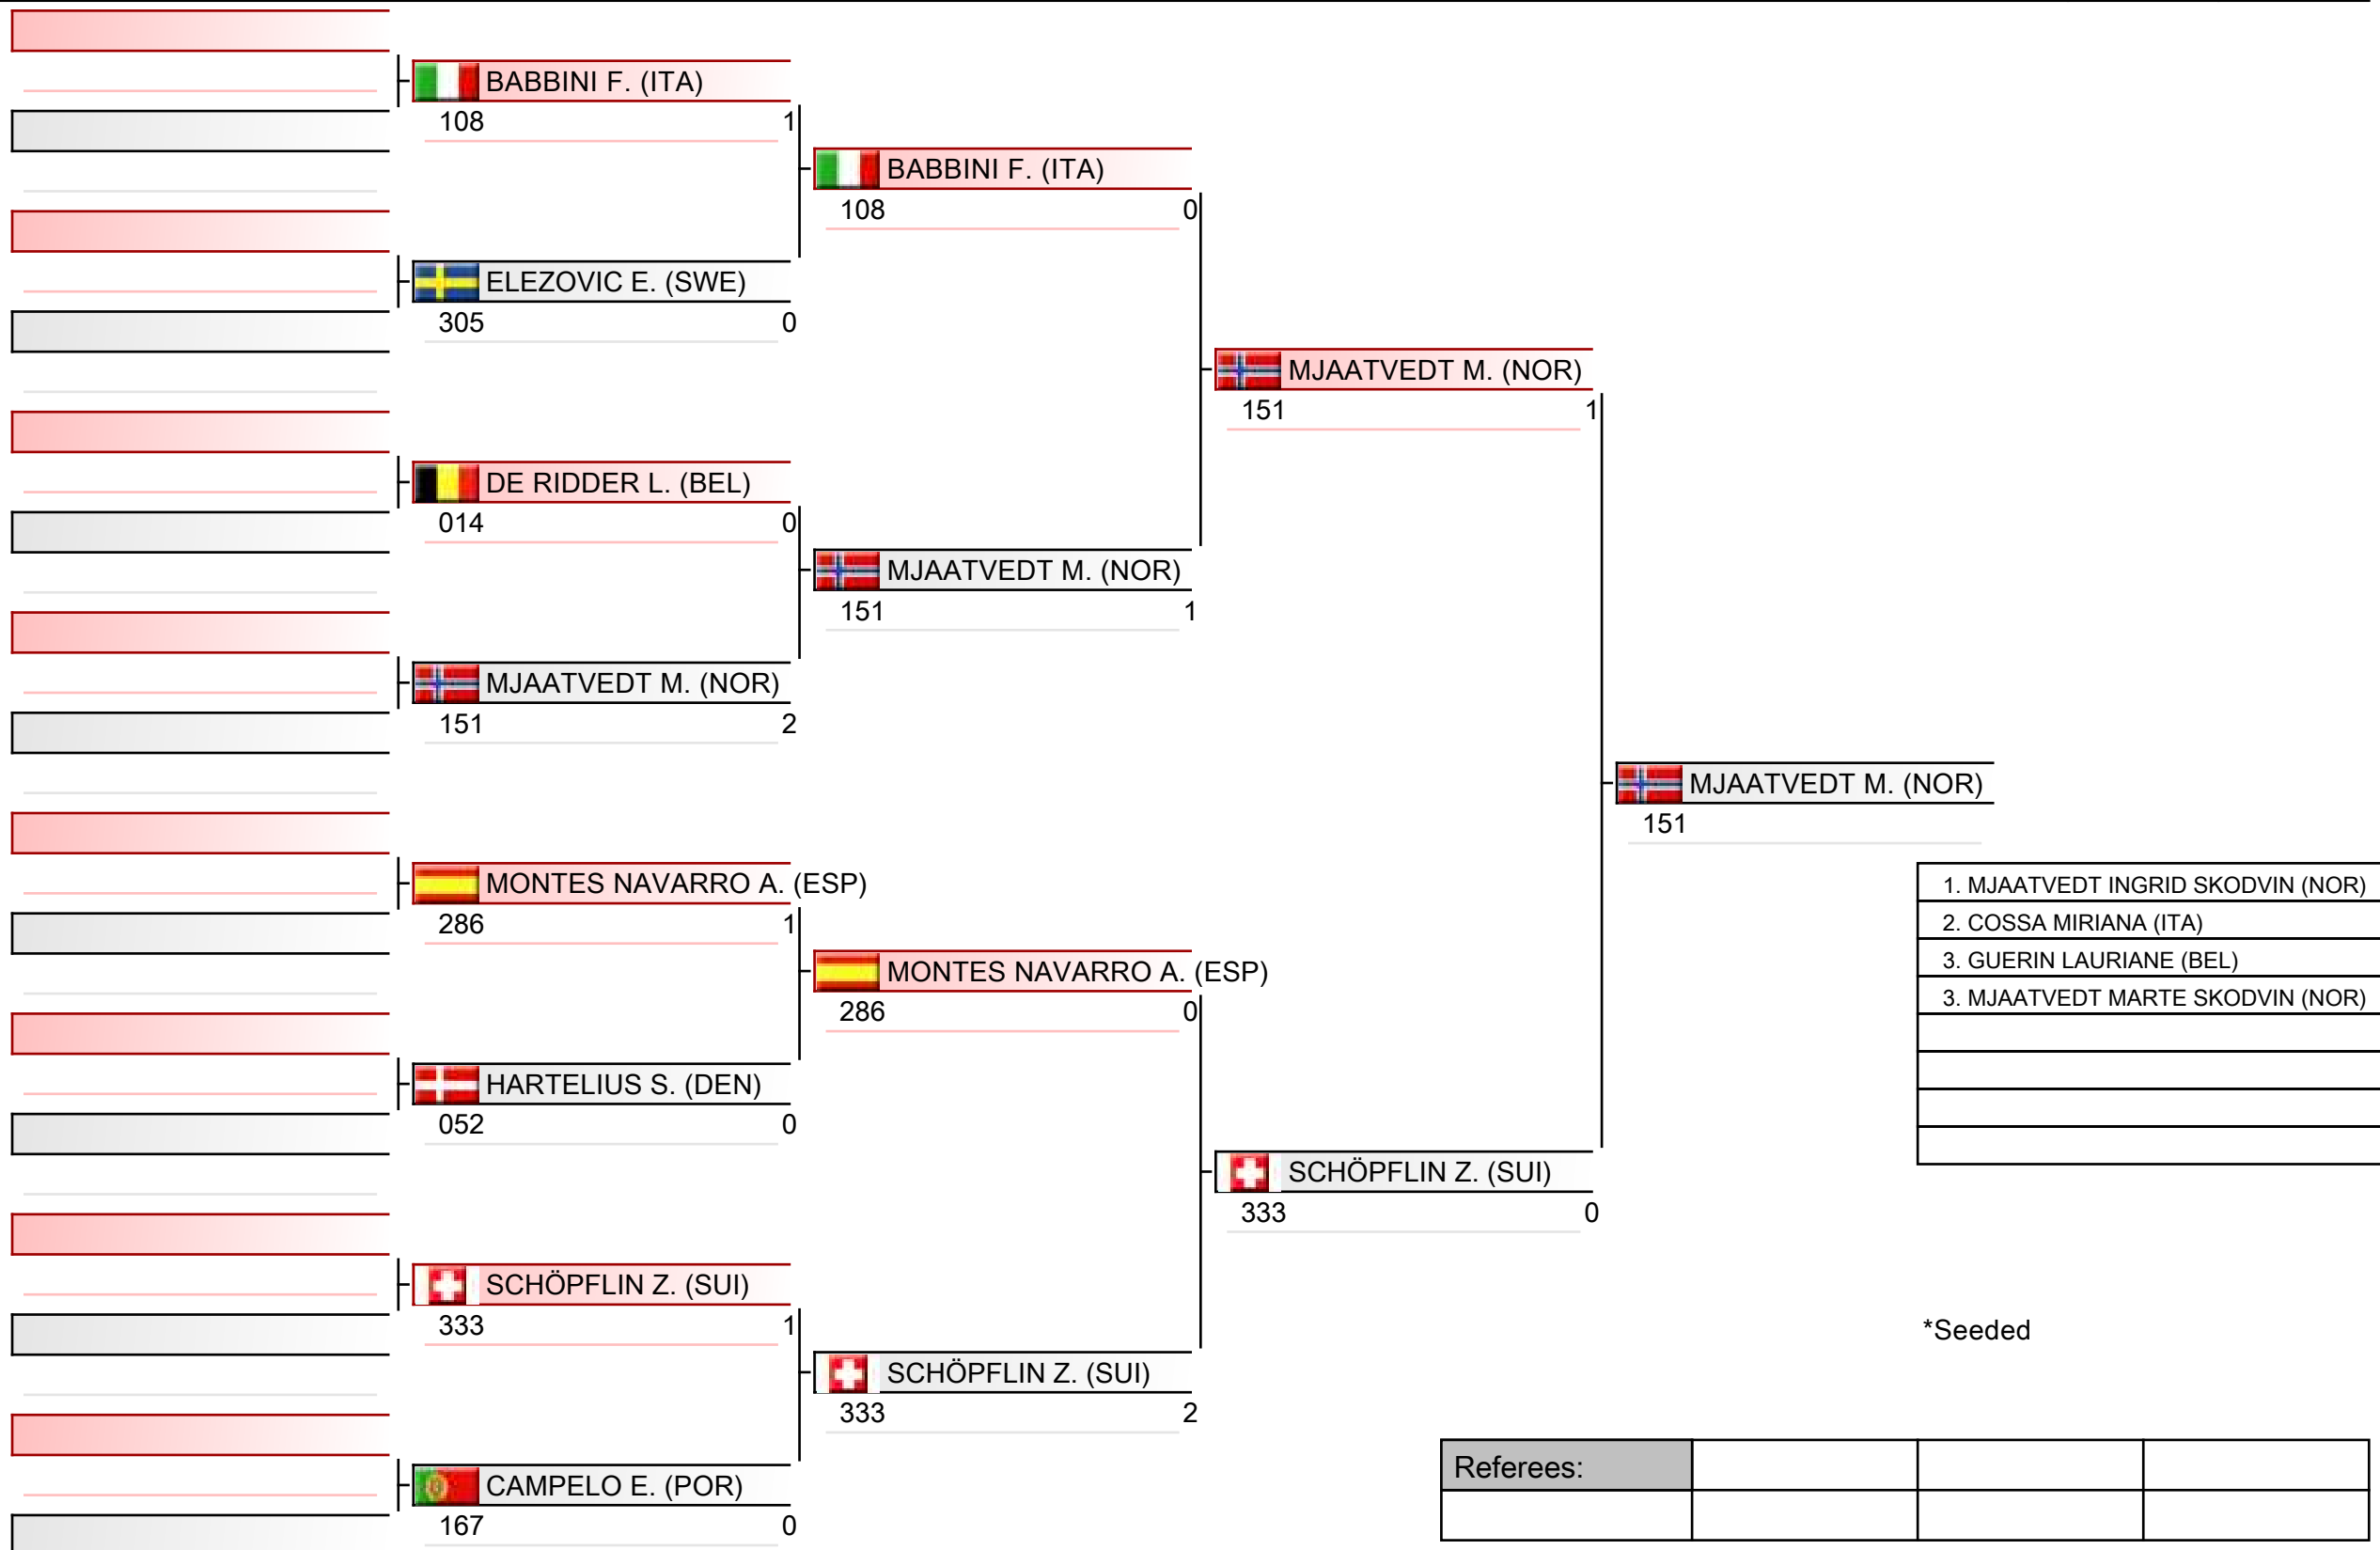 BABBINI F. (ITA)
108 1
ELEZOVIC E. (SWE)
305 0
DE RIDDER L. (BEL)
014 0
MJAATVEDT M. (NOR)
151 2
MONTES NAVARRO A. (ESP)
286 1
HARTELIUS S. (DEN)
052 0
SCHÖPFLIN Z. (SUI)
333 1
CAMPELO E. (POR)
167 0
BABBINI F. (ITA)
108 0
MJAATVEDT M. (NOR)
151 1
MONTES NAVARRO A. (ESP)
286 0
SCHÖPFLIN Z. (SUI)
333 2
MJAATVEDT M. (NOR)
151 1
SCHÖPFLIN Z. (SUI)
333 0
MJAATVEDT M. (NOR)
151
1. MJAATVEDT INGRID SKODVIN (NOR)
2. COSSA MIRIANA (ITA)
3. GUERIN LAURIANE (BEL)
3. MJAATVEDT MARTE SKODVIN (NOR)
*Seeded
Referees: